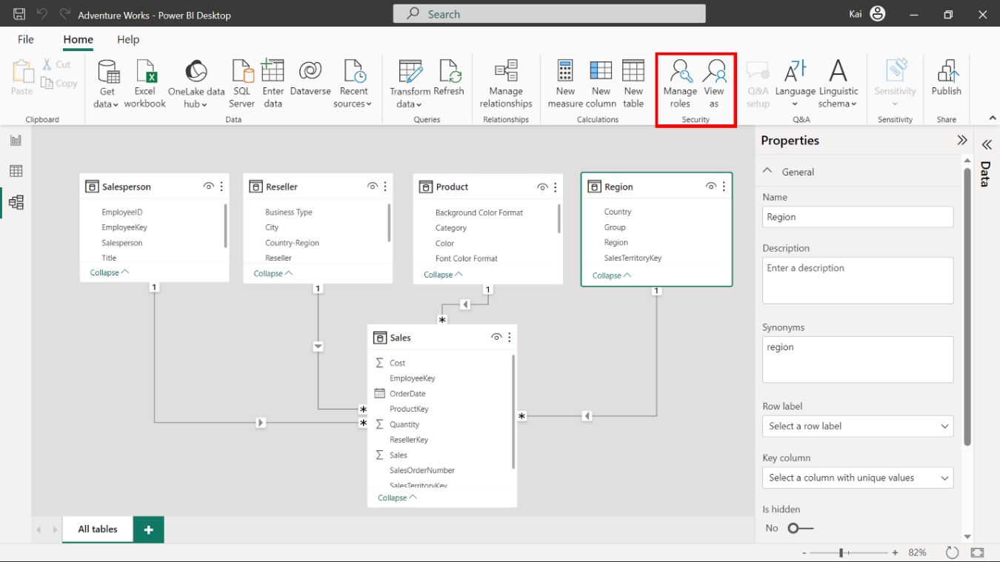 Adventure Works - Power BI Desktop
Search
Kai
File Home Help
Paste
Cut
Copy
Clipboard
Get data
Excel workbook
OneLake data hub
SQL Server
Enter data
Dataverse
Recent sources
Data
Transform data
Refresh
Queries
Manage relationships
Relationships
New measure
New column
New table
Calculations
Manage roles
View as
Security
Q&A setup
Language
Linguistic schema
Q&A
Sensitivity
Sensitivity
Publish
Share
Salesperson
EmployeeID
EmployeeKey
Salesperson
Title
Collapse
1
Reseller
Business Type
City
Country-Region
Reseller
Collapse
1
Product
Background Color Format
Category
Color
Font Color Format
Collapse
1
*
Region
Country
Group
Region
SalesTerritoryKey
Collapse
1
Sales
Cost
EmployeeKey
OrderDate
ProductKey
Quantity
ResellerKey
Sales
SalesOrderNumber
SalesTerritoryKey
Collapse
*
*
*
Properties
General
Name
Region
Description
Enter a description
Synonyms
region
Row label
Select a row label
Key column
Select a column with unique values
Is hidden
No
Data
All tables
+
- + 82%